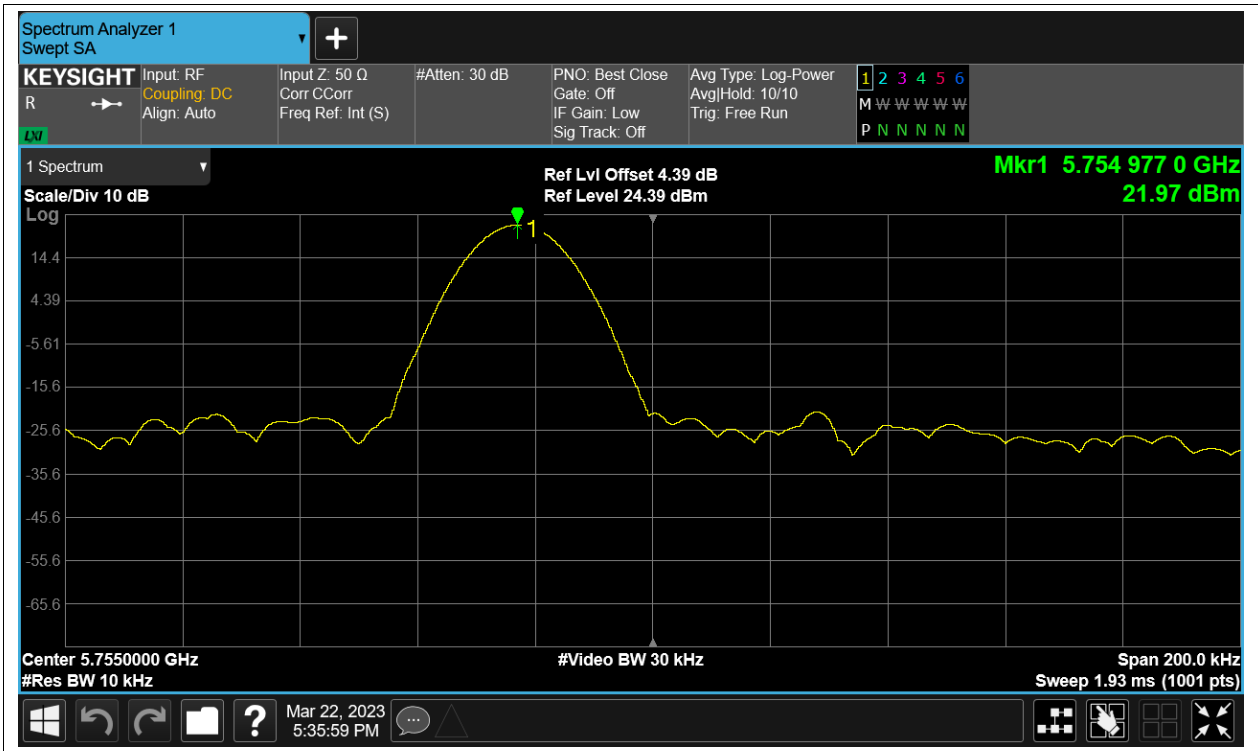 Spectrum Analyzer 1
Swept SA
KEYSIGHT
R
LXI
Input: RF
Coupling: DC
Align: Auto
Input Z: 50 Ω
Corr CCorr
Freq Ref: Int (S)
#Atten: 30 dB
PNO: Best Close
Gate: Off
IF Gain: Low
Sig Track: Off
Avg Type: Log-Power
Avg|Hold: 10/10
Trig: Free Run
1 2 3 4 5 6
M W W W W W W
P N N N N N
1 Spectrum
Scale/Div 10 dB
Log
Ref Lvl Offset 4.39 dB
Ref Level 24.39 dBm
Mkr1 5.754 977 0 GHz
21.97 dBm
1
14.4
4.39
-5.61
-15.6
-25.6
-35.6
-45.6
-55.6
-65.6
Center 5.7550000 GHz
#Video BW 30 kHz
Span 200.0 kHz
#Res BW 10 kHz
Sweep 1.93 ms (1001 pts)
?
Mar 22, 2023
5:35:59 PM